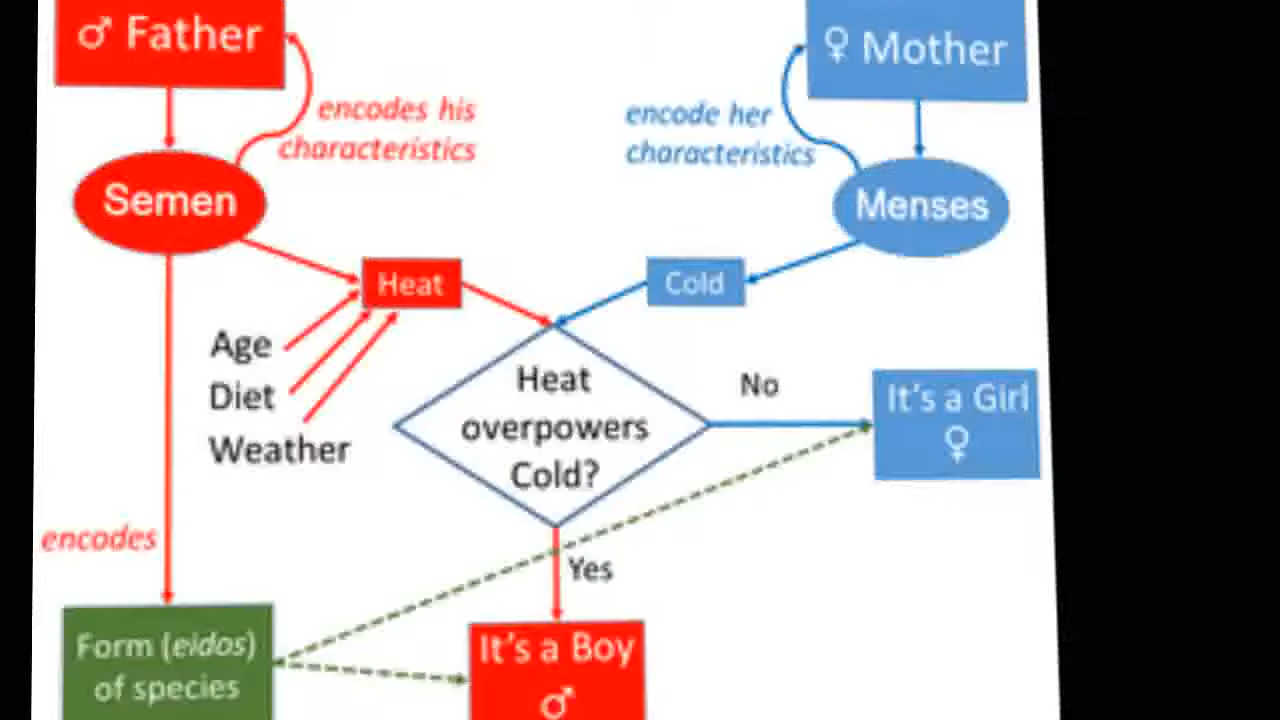 ♂ Father
♀ Mother
encodes his
characteristics
encode her
characteristics
Semen
Menses
Heat
Cold
Age
Diet
Weather
Heat
overpowers
Cold?
No
It's a Girl
♀
encodes
Yes
Form (eidos)
of species
It's a Boy
♂